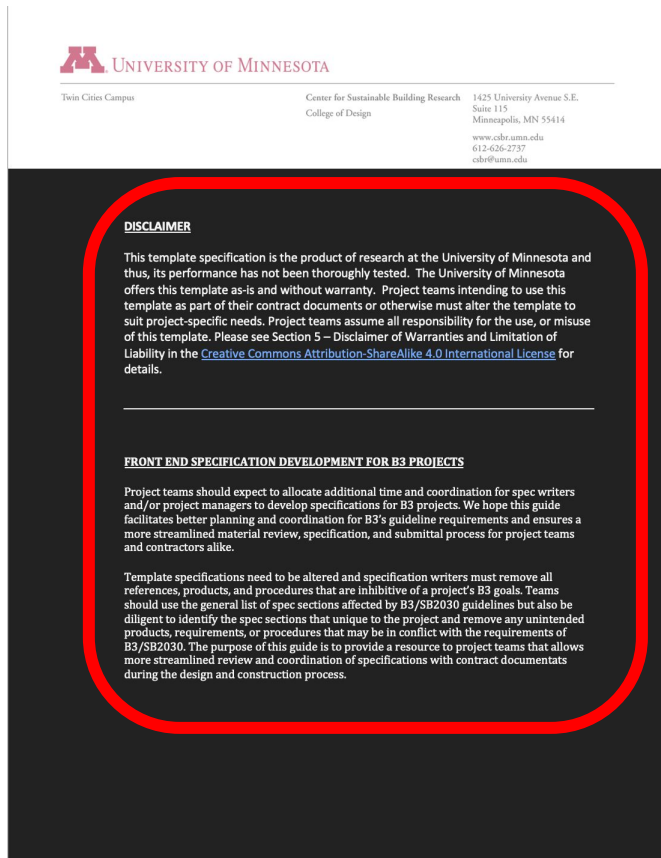 UNIVERSITY OF MINNESOTA
Twin Cities Campus
Center for Sustainable Building Research
College of Design
1425 University Avenue S.E.
Suite 115
Minneapolis, MN 55414
www.csbr.umn.edu
612-626-2737
csbr@umn.edu
DISCLAIMER
This template specification is the product of research at the University of Minnesota and
thus, its performance has not been thoroughly tested. The University of Minnesota
offers this template as-is and without warranty. Project teams intending to use this
template as part of their contract documents or otherwise must alter the template to
suit project-specific needs. Project teams assume all responsibility for the use, or misuse
of this template. Please see Section 5 – Disclaimer of Warranties and Limitation of
Liability in the Creative Commons Attribution-ShareAlike 4.0 International License for
details.
FRONT END SPECIFICATION DEVELOPMENT FOR B3 PROJECTS
Project teams should expect to allocate additional time and coordination for spec writers
and/or project managers to develop specifications for B3 projects. We hope this guide
facilitates better planning and coordination for B3's guideline requirements and ensures a
more streamlined material review, specification, and submittal process for project teams
and contractors alike.
Template specifications need to be altered and specification writers must remove all
references, products, and procedures that are inhibitive of a project's B3 goals. Teams
should use the general list of spec sections affected by B3/SB2030 guidelines but also be
diligent to identify the spec sections that unique to the project and remove any unintended
products, requirements, or procedures that may be in conflict with the requirements of
B3/SB2030. The purpose of this guide is to provide a resource to project teams that allows
more streamlined review and coordination of specifications with contract documentats
during the design and construction process.